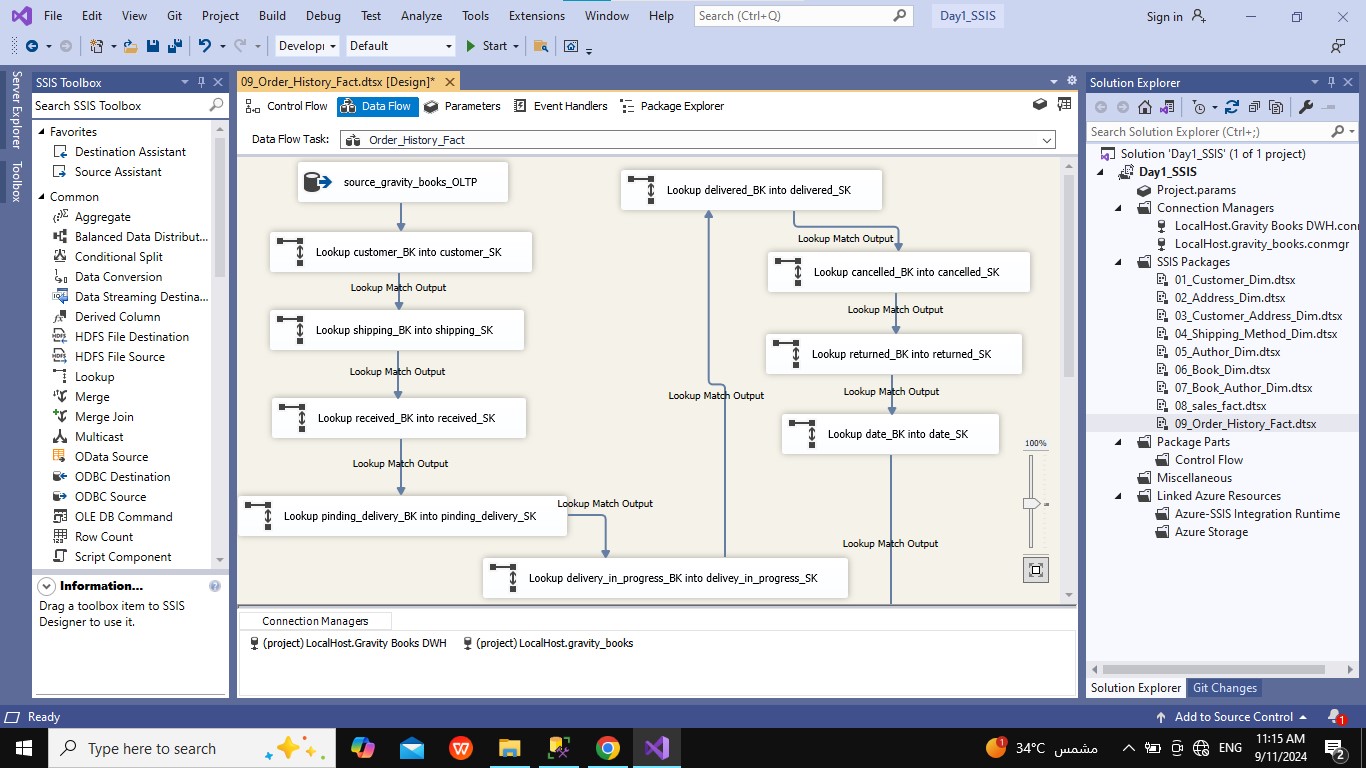 File Edit View Git Project Build Debug Test Analyze Tools Extensions Window Help Search (Ctrl+Q) Day1_SSIS Sign in
Develop Default Start
Server Explorer
Toolbox
SSIS Toolbox
Search SSIS Toolbox
Favorites
Destination Assistant
Source Assistant
Common
Aggregate
Balanced Data Distribut...
Conditional Split
Data Conversion
Data Streaming Destina...
Derived Column
HDFS File Destination
HDFS File Source
Lookup
Merge
Merge Join
Multicast
OData Source
ODBC Destination
ODBC Source
OLE DB Command
Row Count
Script Component
Information...
Drag a toolbox item to SSIS
Designer to use it.
09_Order_History_Fact.dtsx [Design]*
Control Flow Data Flow Parameters Event Handlers Package Explorer
Data Flow Task: Order_History_Fact
source_gravity_books_OLTP
Lookup customer_BK into customer_SK
Lookup Match Output
Lookup shipping_BK into shipping_SK
Lookup Match Output
Lookup received_BK into received_SK
Lookup Match Output
Lookup pinding_delivery_BK into pinding_delivery_SK
Lookup Match Output
Lookup delivery_in_progress_BK into delivey_in_progress_SK
Lookup Match Output
Lookup delivered_BK into delivered_SK
Lookup Match Output
Lookup cancelled_BK into cancelled_SK
Lookup Match Output
Lookup returned_BK into returned_SK
Lookup Match Output
Lookup date_BK into date_SK
Lookup Match Output
100%
Connection Managers
(project) LocalHost.Gravity Books DWH (project) LocalHost.gravity_books
Solution Explorer
Search Solution Explorer (Ctrl+;)
Solution 'Day1_SSIS' (1 of 1 project)
Day1_SSIS
Project.params
Connection Managers
LocalHost.Gravity Books DWH.conr
LocalHost.gravity_books.conmgr
SSIS Packages
01_Customer_Dim.dtsx
02_Address_Dim.dtsx
03_Customer_Address_Dim.dtsx
04_Shipping_Method_Dim.dtsx
05_Author_Dim.dtsx
06_Book_Dim.dtsx
07_Book_Author_Dim.dtsx
08_sales_fact.dtsx
09_Order_History_Fact.dtsx
Package Parts
Control Flow
Miscellaneous
Linked Azure Resources
Azure-SSIS Integration Runtime
Azure Storage
Solution Explorer Git Changes
Ready Add to Source Control 1
Type here to search 1 34°C مشمس ENG 11:15 AM
9/11/2024 2